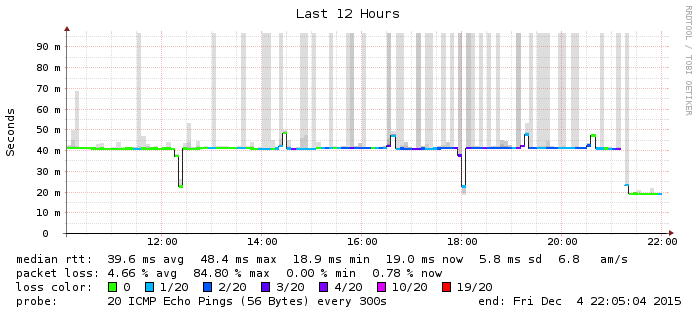 Last 12 Hours
RRDTOOL / TOBI OETIKER
Seconds
90 m
80 m
70 m
60 m
50 m
40 m
30 m
20 m
10 m
0
12:00 14:00 16:00 18:00 20:00 22:00
median rtt: 39.6 ms avg 48.4 ms max 18.9 ms min 19.0 ms now 5.8 ms sd 6.8 am/s
packet loss: 4.66 % avg 84.80 % max 0.00 % min 0.78 % now
loss color: 0 1/20 2/20 3/20 4/20 10/20 19/20
probe: 20 ICMP Echo Pings (56 Bytes) every 300s end: Fri Dec 4 22:05:04 2015